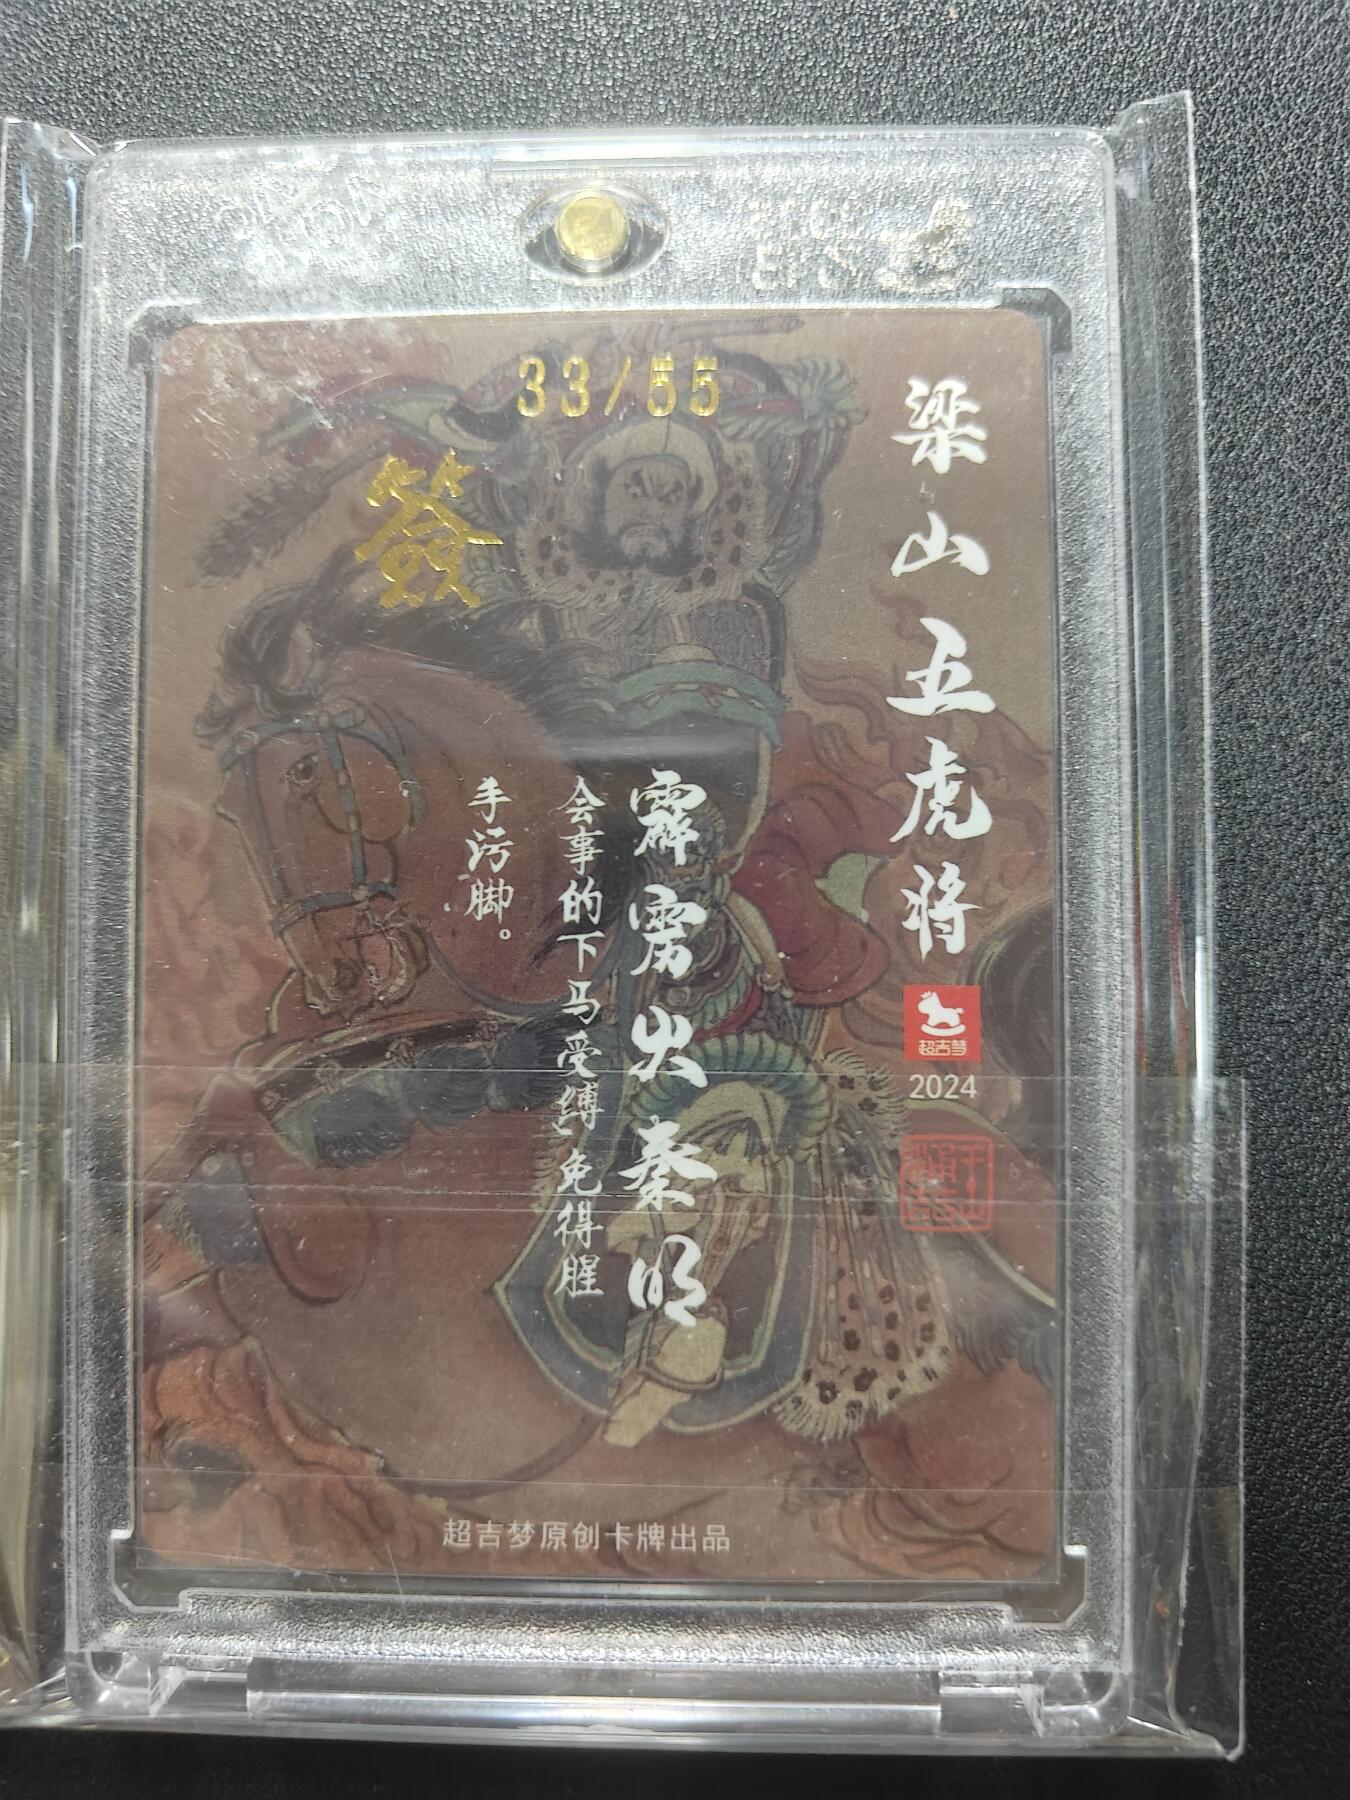 33/55
簽
梁山五虎将
超吉梦
2024
霹雳火秦明
会事的下马受缚，免得腥
手污脚。
超吉梦原创卡牌出品